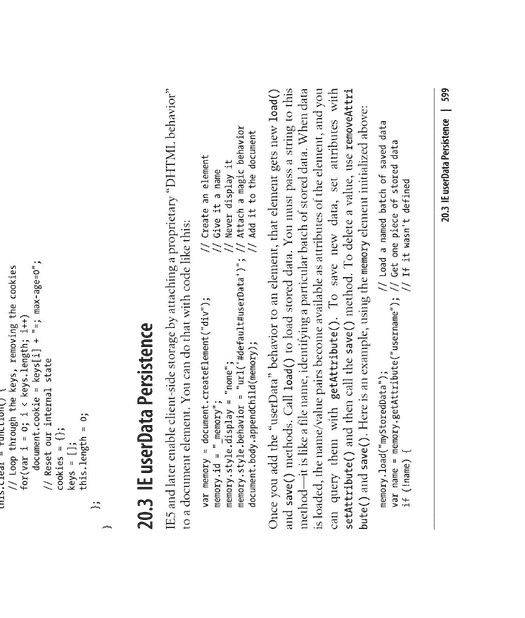 this.clear = function() {
// Loop through the keys, removing the cookies
for(var i = 0; i < keys.length; i++)
document.cookie = keys[i] + "=; max-age=0";
// Reset our internal state
cookies = {};
keys = [];
this.length = 0;
};
}
20.3 IE userData Persistence
IE5 and later enable client-side storage by attaching a proprietary “DHTML behavior”
to a document element. You can do that with code like this:
var memory = document.createElement("div"); // Create an element
memory.id = "_memory"; // Give it a name
memory.style.display = "none"; // Never display it
memory.style.behavior = "url('#default#userData')"; // Attach a magic behavior
document.body.appendChild(memory); // Add it to the document
Once you add the “userData” behavior to an element, that element gets new load()
and save() methods. Call load() to load stored data. You must pass a string to this
method—it is like a file name, identifying a particular batch of stored data. When data
is loaded, the name/value pairs become available as attributes of the element, and you
can query them with getAttribute(). To save new data, set attributes with
setAttribute() and then call the save() method. To delete a value, use removeAttri
bute() and save(). Here is an example, using the memory element initialized above:
memory.load("myStoredData"); // Load a named batch of saved data
var name = memory.getAttribute("username"); // Get one piece of stored data
if (!name) { // If it wasn't defined
20.3 IE userData Persistence | 599